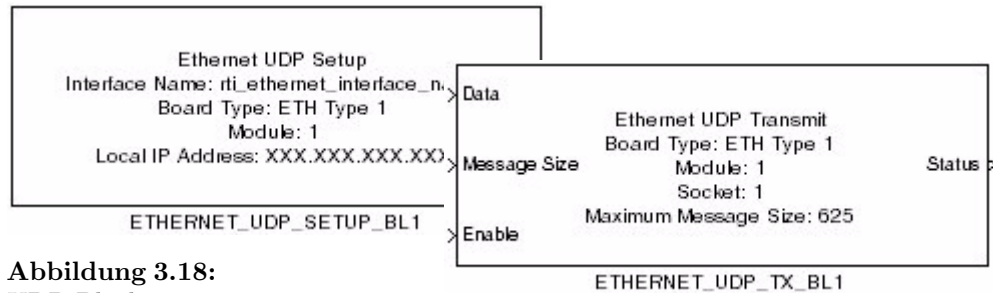 Ethernet UDP Setup
Interface Name: rti_ethernet_interface_n
Board Type: ETH Type 1
Module: 1
Local IP Address: XXX.XXX.XXX.XXX
ETHERNET_UDP_SETUP_BL1
Data
Message Size
Enable
Ethernet UDP Transmit
Board Type: ETH Type 1
Module: 1
Socket: 1
Maximum Message Size: 625
Status
ETHERNET_UDP_TX_BL1
Abbildung 3.18: